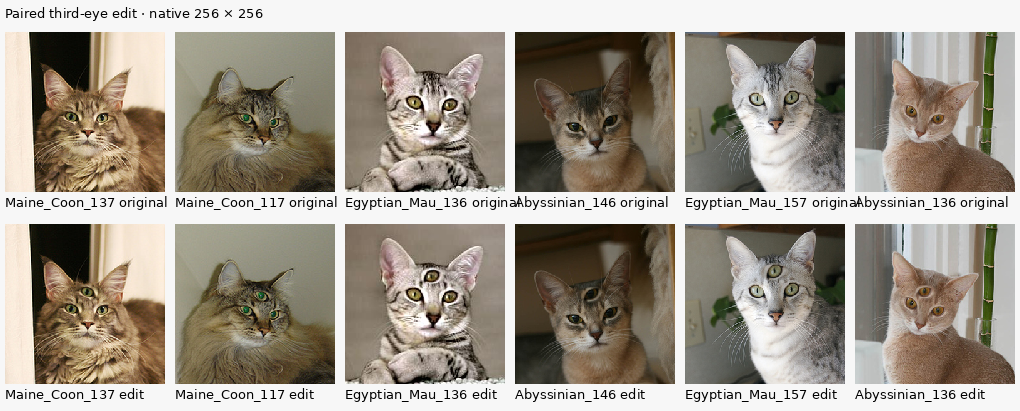 Paired third-eye edit · native 256 × 256
Maine_Coon_137 original Maine_Coon_117 original Egyptian_Mau_136 original Abyssinian_146 original Egyptian_Mau_157 original Abyssinian_136 original
Maine_Coon_137 edit Maine_Coon_117 edit Egyptian_Mau_136 edit Abyssinian_146 edit Egyptian_Mau_157 edit Abyssinian_136 edit